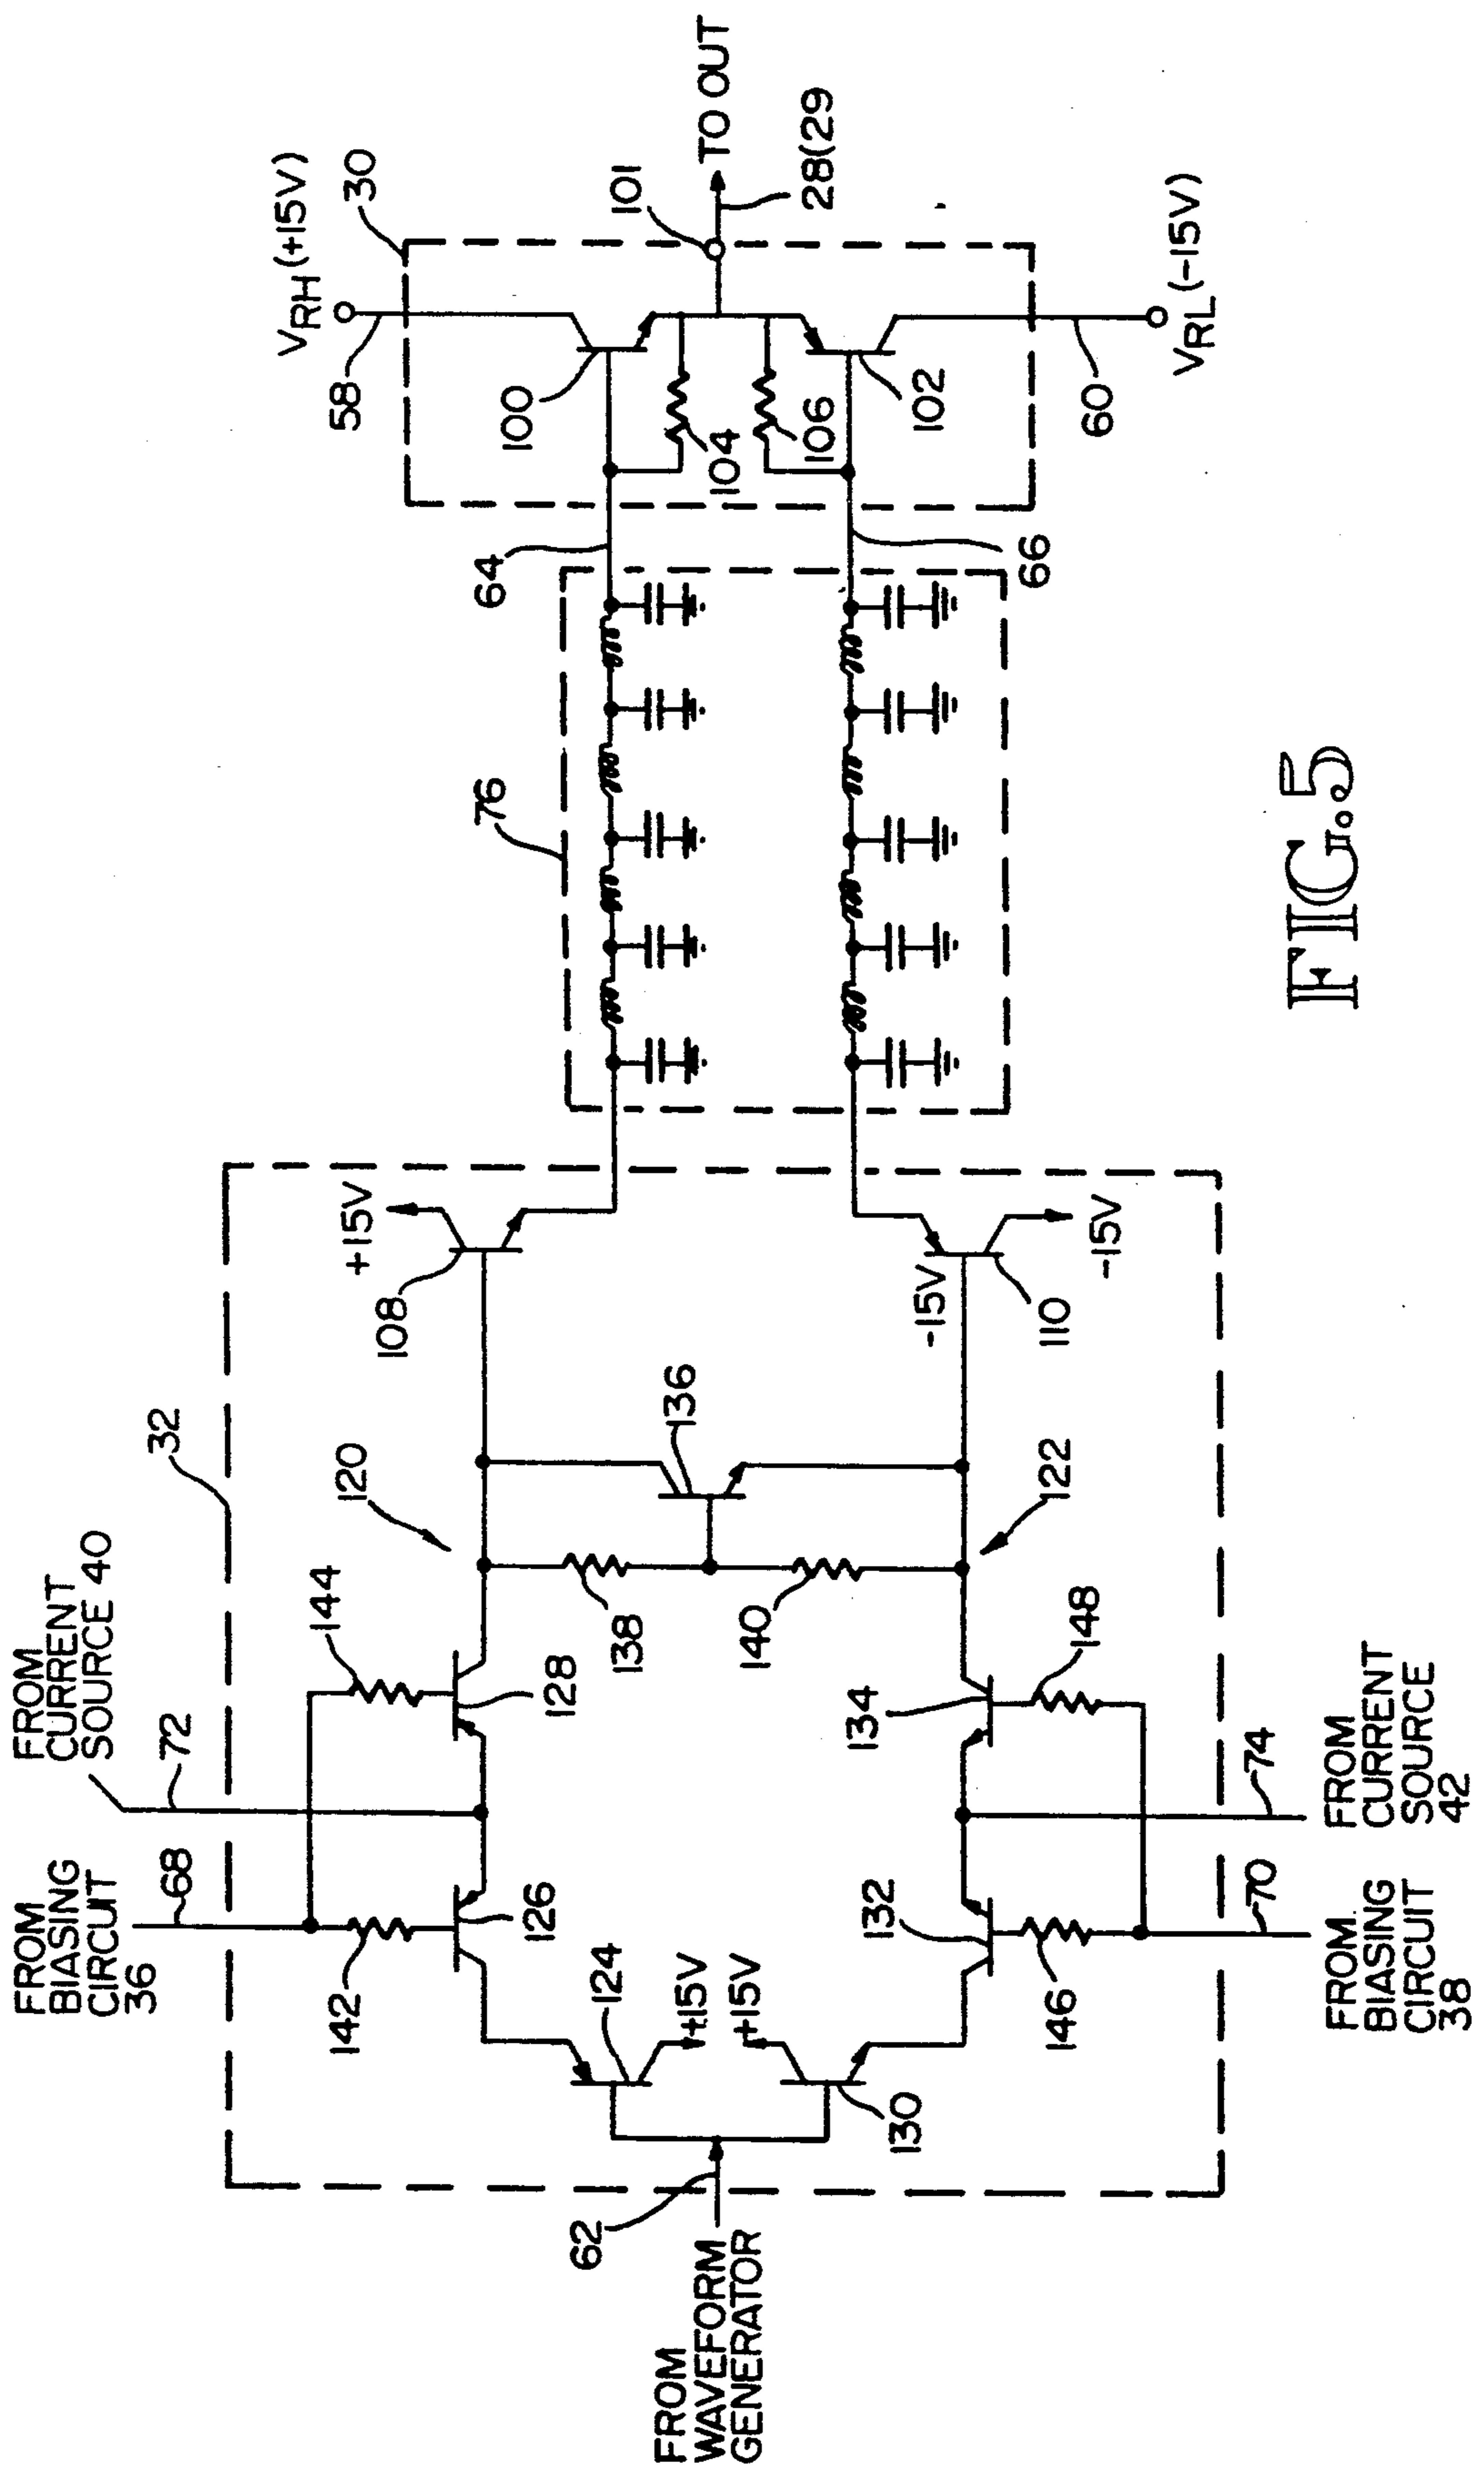 FROM
CURRENT
SOURCE 40
FROM
BIASING
CIRCUIT
36
68
72
32
142
144
126
128
120
108
+15V
124
+15V
+15V
130
138
136
140
62
FROM
WAVEFORM
GENERATOR
132
134
122
-15V
110
-15V
146
148
70
74
FROM
BIASING
CIRCUIT
38
FROM
CURRENT
SOURCE
42
76
64
66
VRH (+15V)
58
30
100
101
TO OUT
104
106
28(29
102
60
VRL (-15V)
FIG.5